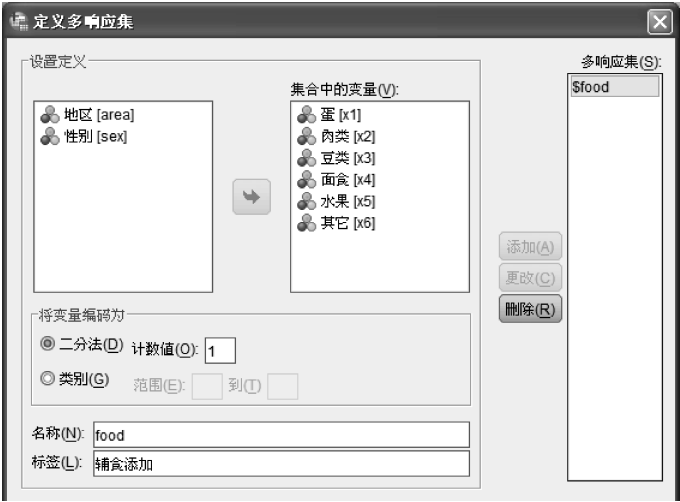 定义多响应集
设置定义
多响应集(S):
集合中的变量(V):
$food
地区 [area]
性别 [sex]
蛋 [x1]
肉类 [x2]
豆类 [x3]
面食 [x4]
水果 [x5]
其它 [x6]
添加(A)
更改(C)
删除(R)
将变量编码为
二分法(D) 计数值(O): 1
类别(G) 范围(E): 到(T)
名称(N): food
标签(L): 辅食添加